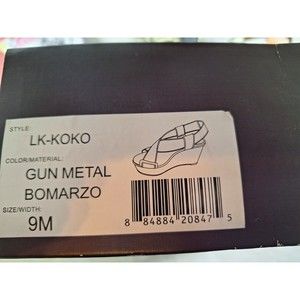 STYLE:
LK-KOKO
COLOR/MATERIAL:
GUN METAL
BOMARZO
SIZE/WIDTH:
9M
8 84884 20847 5